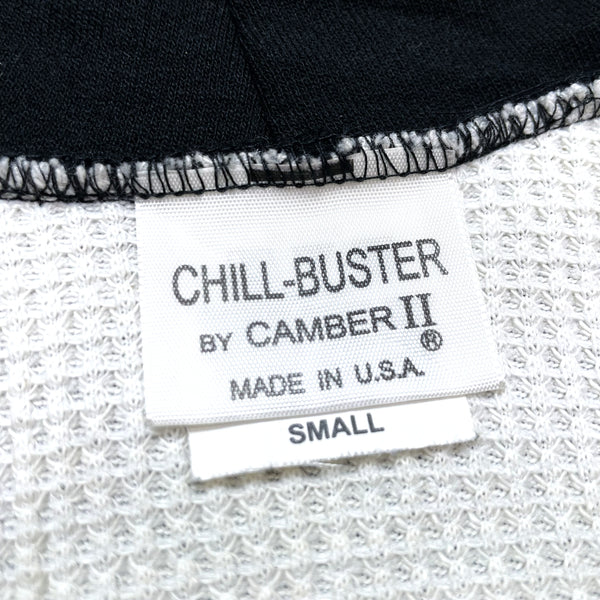 CHILL-BUSTER
BY CAMBER II®
MADE IN U.S.A.
SMALL